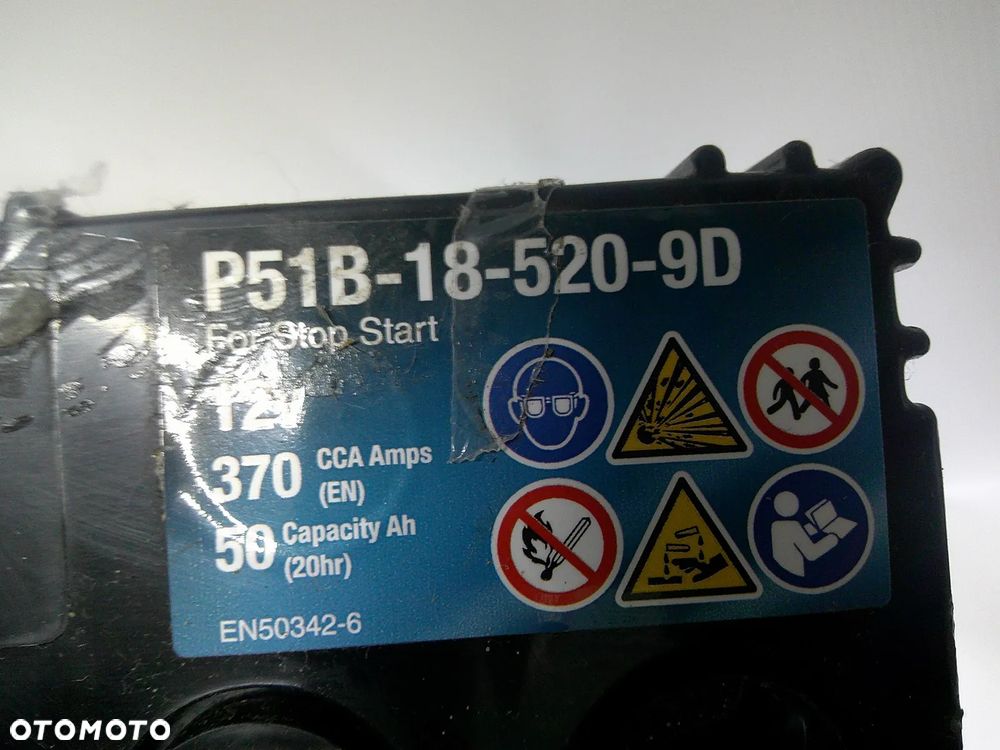 P51B-18-520-9D
For Stop Start
12V
370 CCA Amps
(EN)
50 Capacity Ah
(20hr)
EN50342-6
OTOMOTO